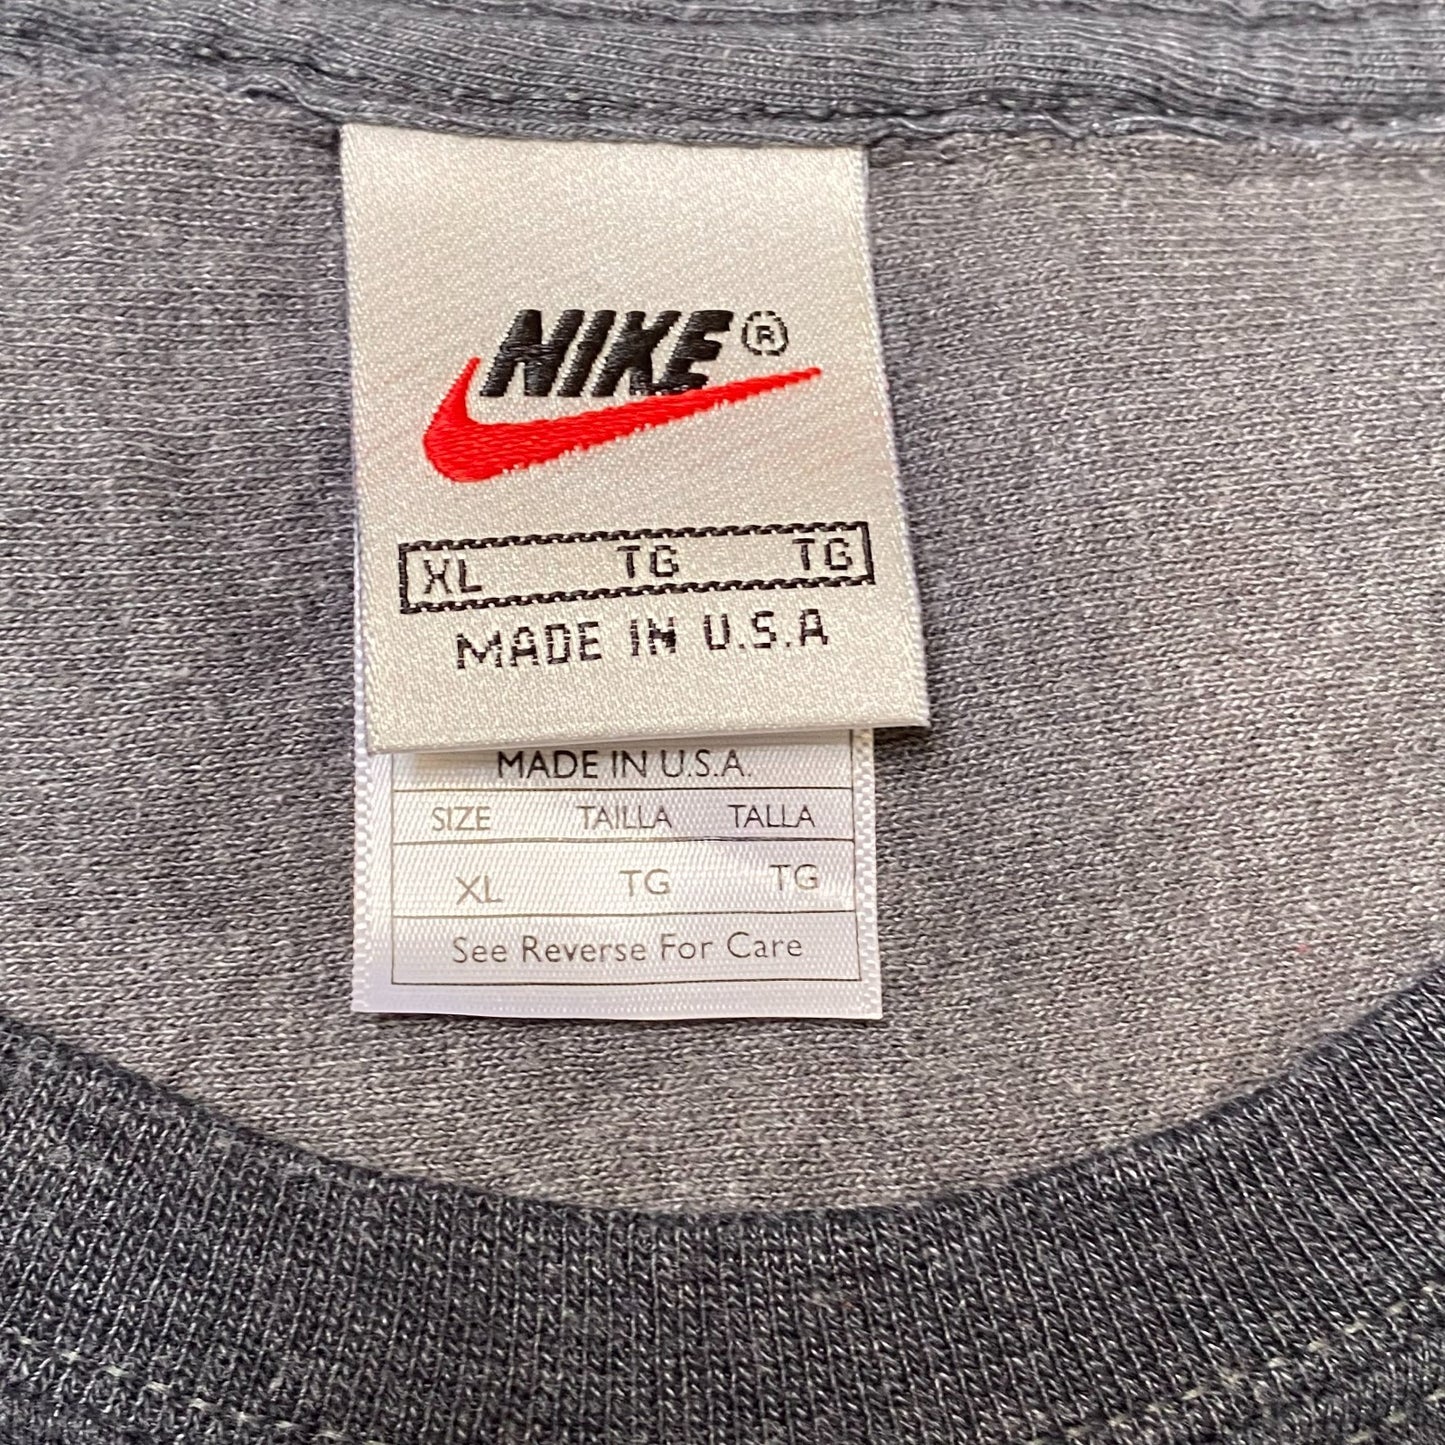 NIKE®
XL TG TG
MADE IN U.S.A
MADE IN U.S.A.
SIZE TAILLA TALLA
XL TG TG
See Reverse For Care